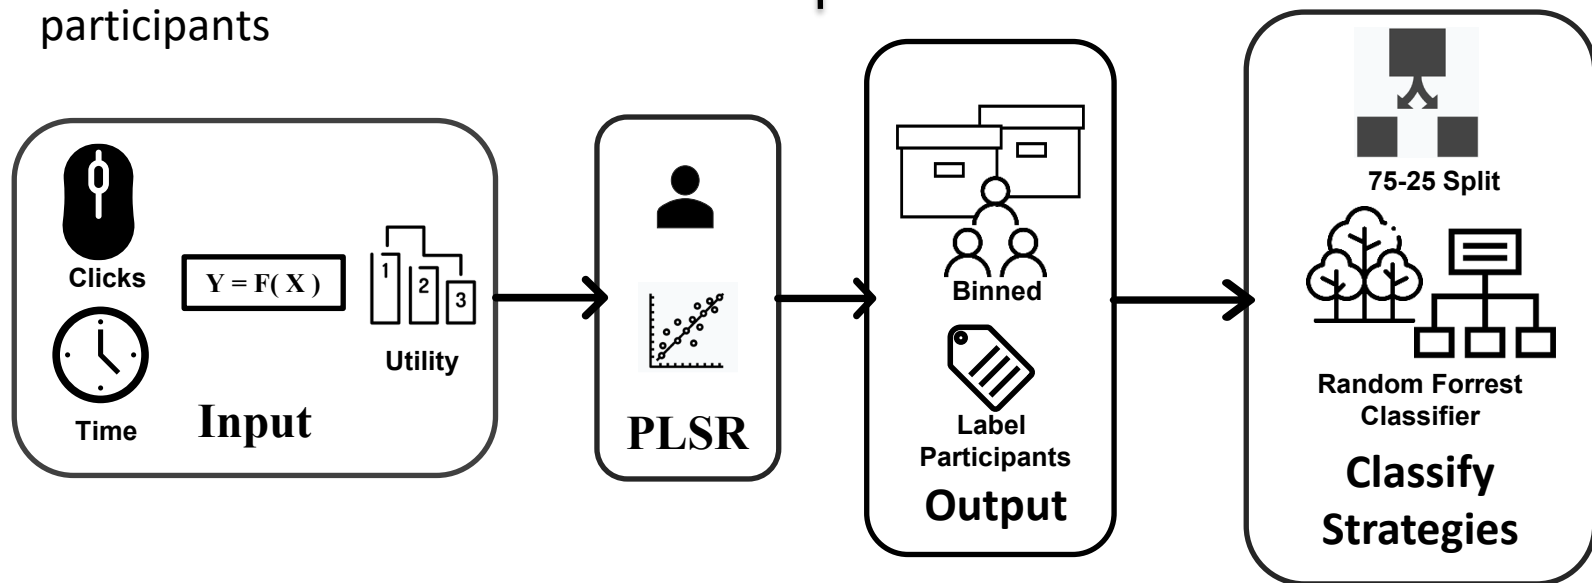 participants
Clicks
Y = F( X )
1
2
3
Utility
Time
Input
PLSR
Binned
Label
Participants
Output
75-25 Split
Random Forrest
Classifier
Classify
Strategies